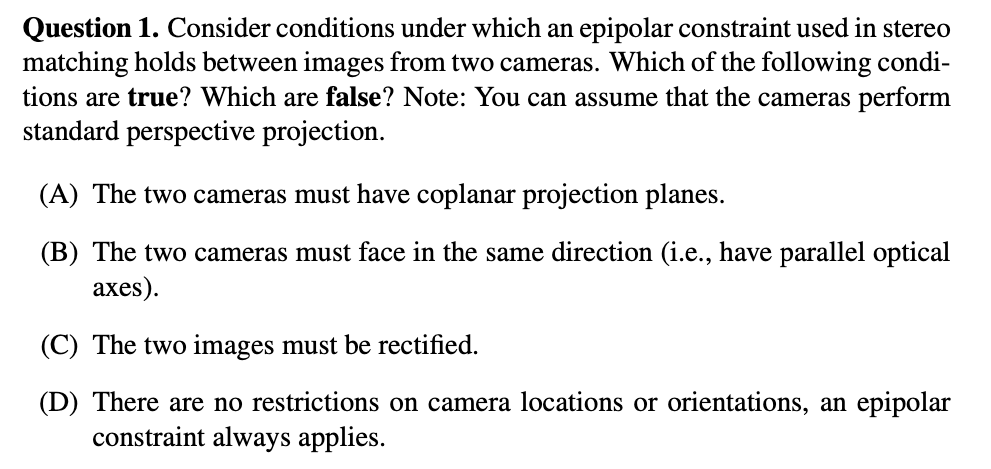 Question 1. Consider conditions under which an epipolar constraint used in stereo
matching holds between images from two cameras. Which of the following condi-
tions are true? Which are false? Note: You can assume that the cameras perform
standard perspective projection.
(A) The two cameras must have coplanar projection planes.
(B) The two cameras must face in the same direction (i.e., have parallel optical
axes).
(C) The two images must be rectified.
(D) There are no restrictions on camera locations or orientations, an epipolar
constraint always applies.